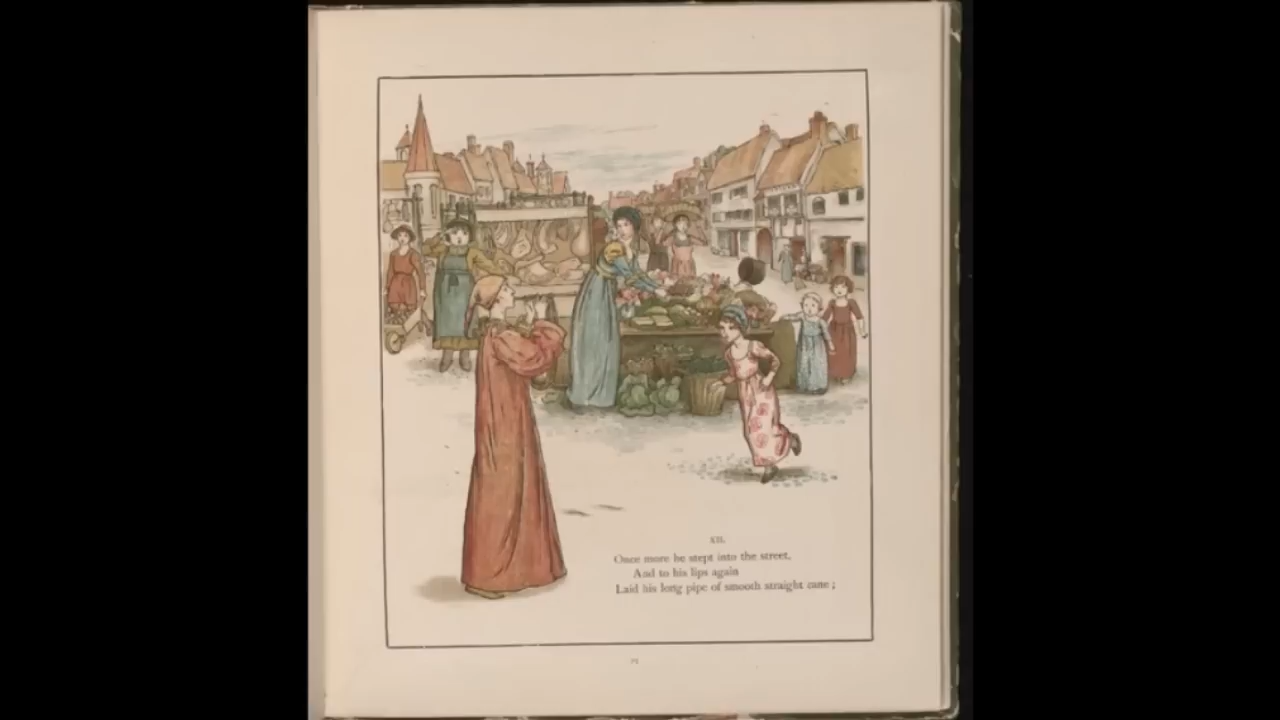 XII.
Once more he stept into the street,
And to his lips again
Laid his long pipe of smooth straight cane;